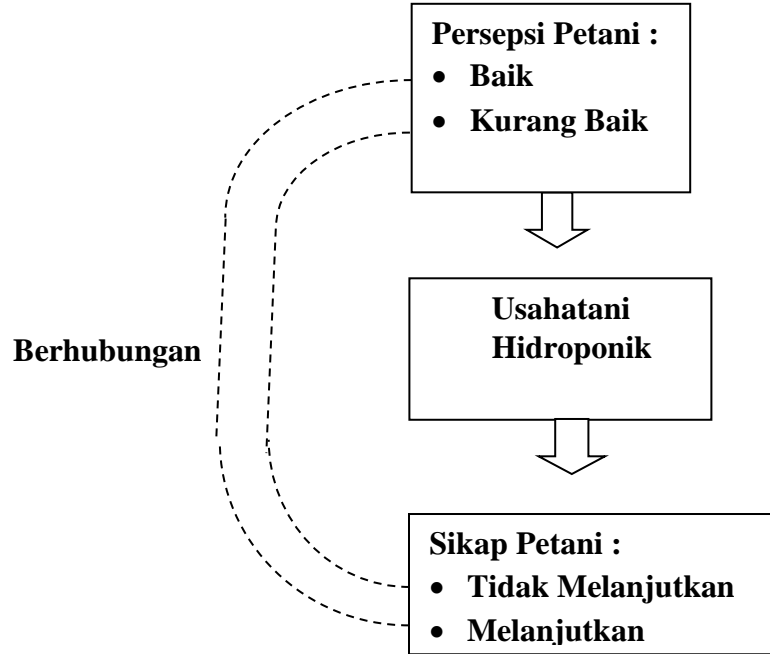 Persepsi Petani :
• Baik
• Kurang Baik
Usahatani
Hidroponik
Berhubungan
Sikap Petani :
• Tidak Melanjutkan
• Melanjutkan